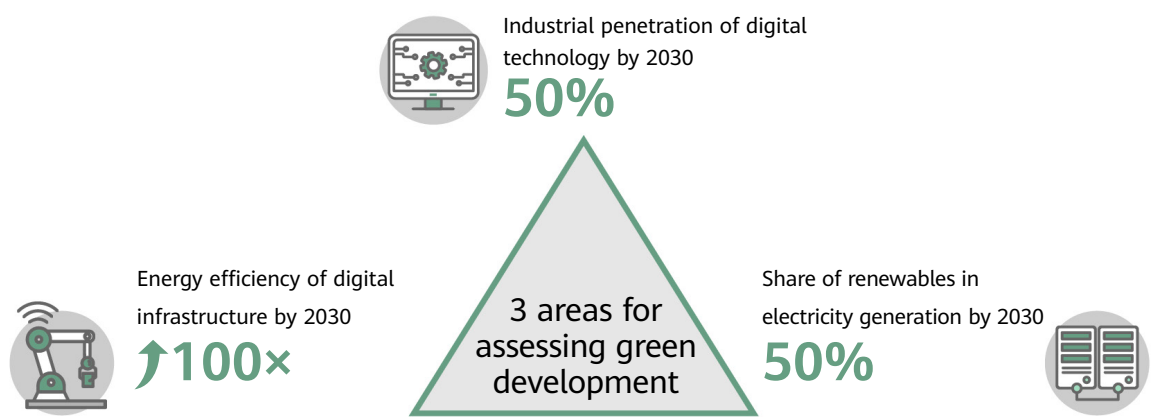 Industrial penetration of digital
technology by 2030
50%
Energy efficiency of digital
infrastructure by 2030
100×
3 areas for
assessing green
development
Share of renewables in
electricity generation by 2030
50%